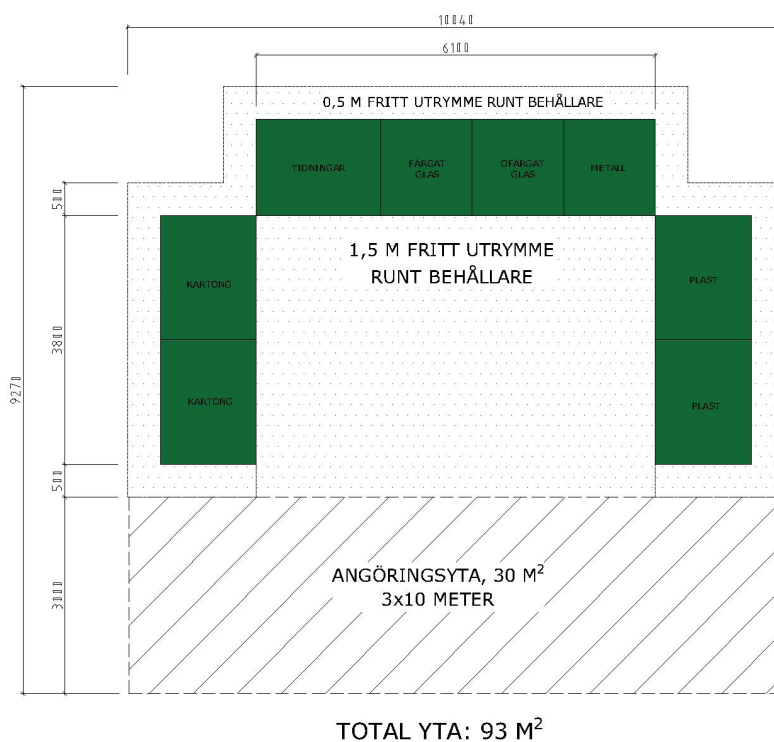 10040
6100
0,5 M FRITT UTRYMME RUNT BEHÅLLARE
TIDNINGAR
FÄRGAT
GLAS
OFÄRGAT
GLAS
METALL
500
1,5 M FRITT UTRYMME
RUNT BEHÅLLARE
KARTONG
PLAST
3800
9270
KARTONG
PLAST
500
ANGÖRINGSYTA, 30 M²
3x10 METER
3000
TOTAL YTA: 93 M²